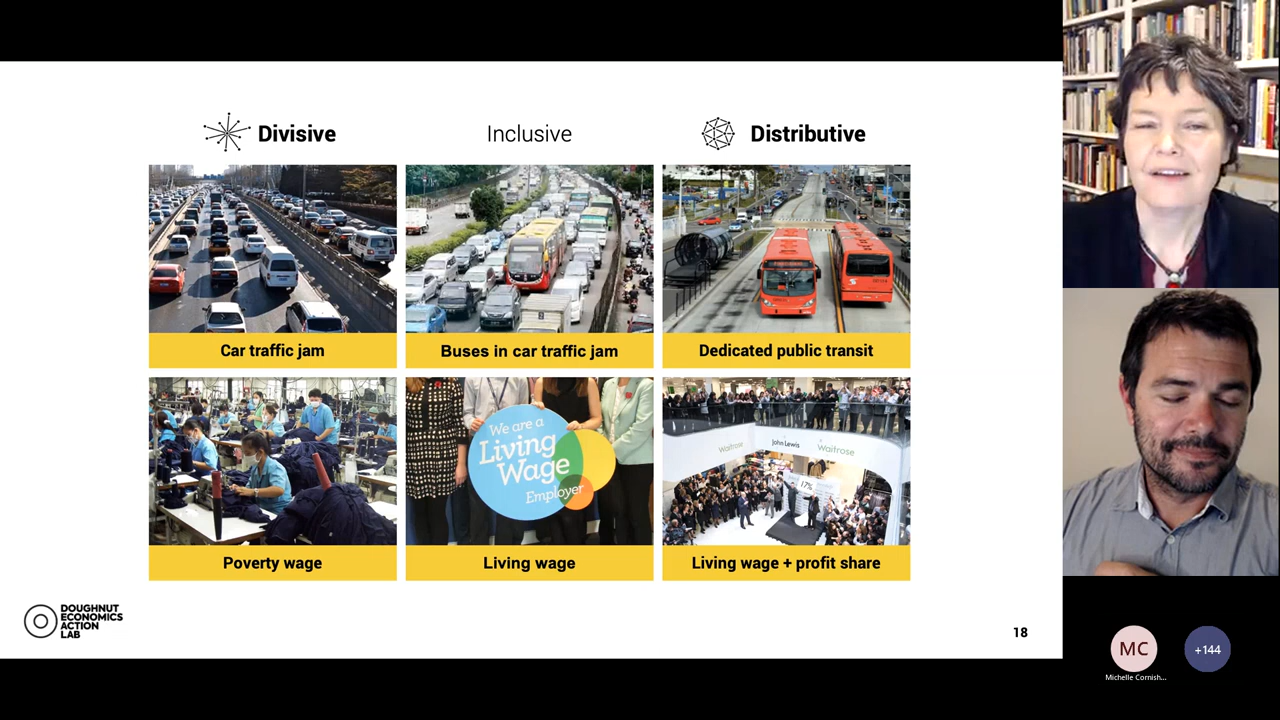 Divisive
Inclusive
Distributive
Car traffic jam
Buses in car traffic jam
Dedicated public transit
We are a
Living
Wage
Employer
Waitrose
John Lewis
Waitrose
17%
Poverty wage
Living wage
Living wage + profit share
DOUGHNUT
ECONOMICS
ACTION
LAB
18
MC
+144
Michelle Cornish...